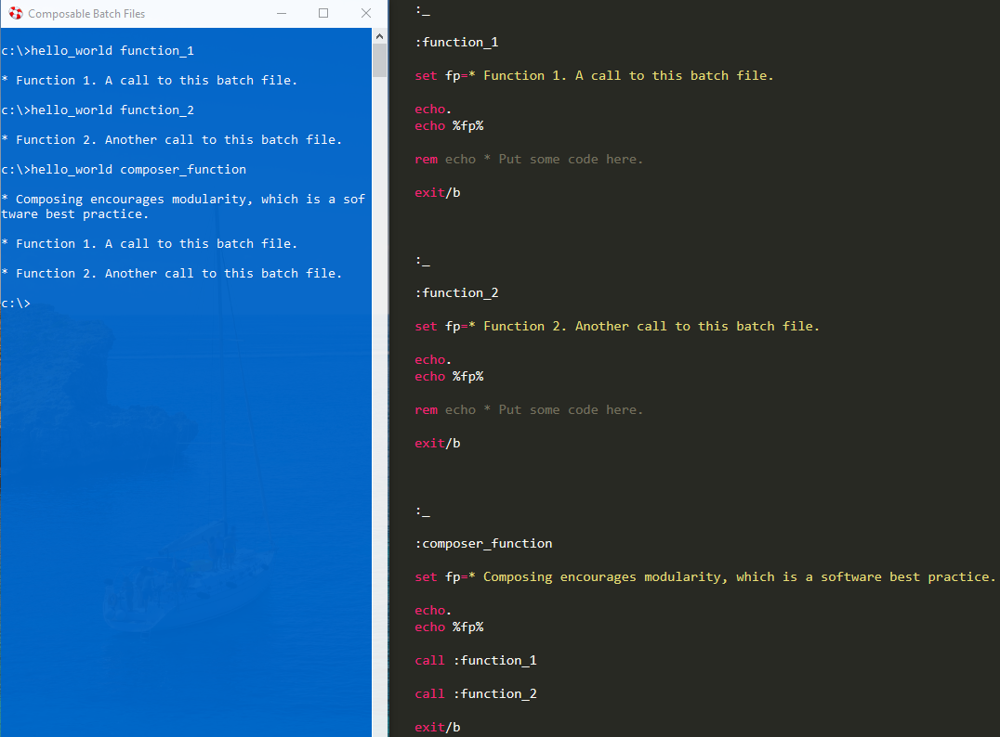 Composable Batch Files
c:\>hello_world function_1
* Function 1. A call to this batch file.
c:\>hello_world function_2
* Function 2. Another call to this batch file.
c:\>hello_world composer_function
* Composing encourages modularity, which is a sof
tware best practice.
* Function 1. A call to this batch file.
* Function 2. Another call to this batch file.
c:\>
:_
:function_1
set fp=* Function 1. A call to this batch file.
echo.
echo %fp%
rem echo * Put some code here.
exit/b
:_
:function_2
set fp=* Function 2. Another call to this batch file.
echo.
echo %fp%
rem echo * Put some code here.
exit/b
:_
:composer_function
set fp=* Composing encourages modularity, which is a software best practice.
echo.
echo %fp%
call :function_1
call :function_2
exit/b